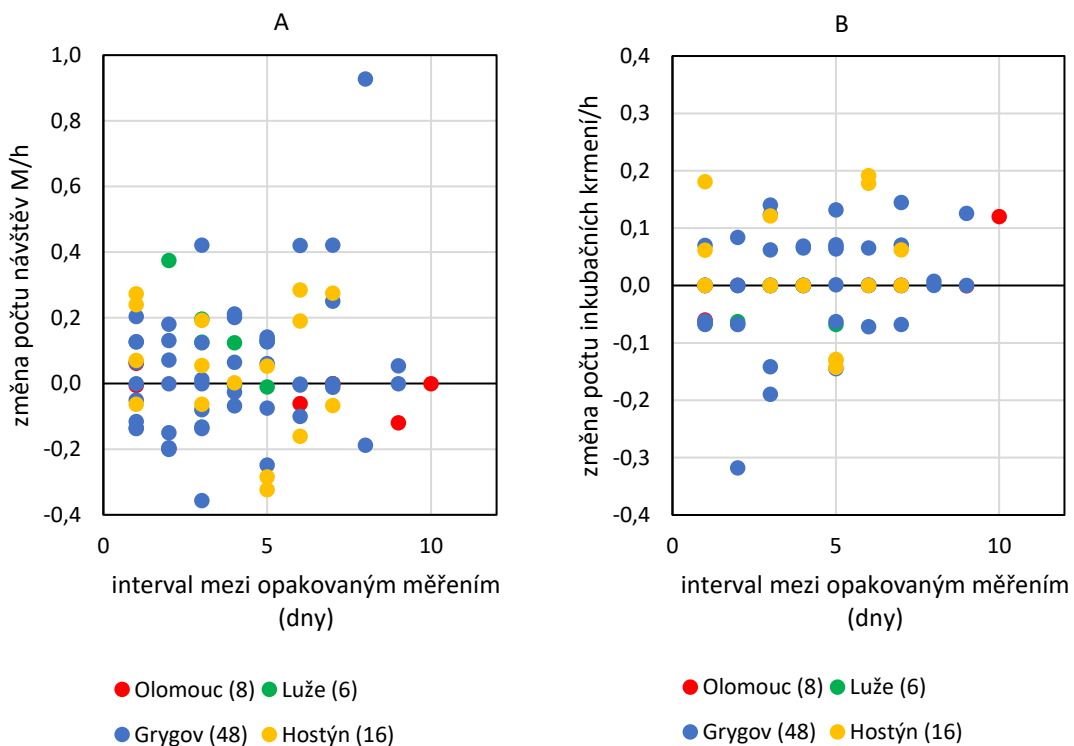 A
změna počtu návštěv M/h
1,0
0,8
0,6
0,4
0,2
0,0
-0,2
-0,4
0
5
10
interval mezi opakovaným měřením
(dny)
Olomouc (8)
Luže (6)
Grygov (48)
Hostýn (16)
B
změna počtu inkubačních krmení/h
0,4
0,3
0,2
0,1
0,0
-0,1
-0,2
-0,3
-0,4
0
5
10
interval mezi opakovaným měřením
(dny)
Olomouc (8)
Luže (6)
Grygov (48)
Hostýn (16)